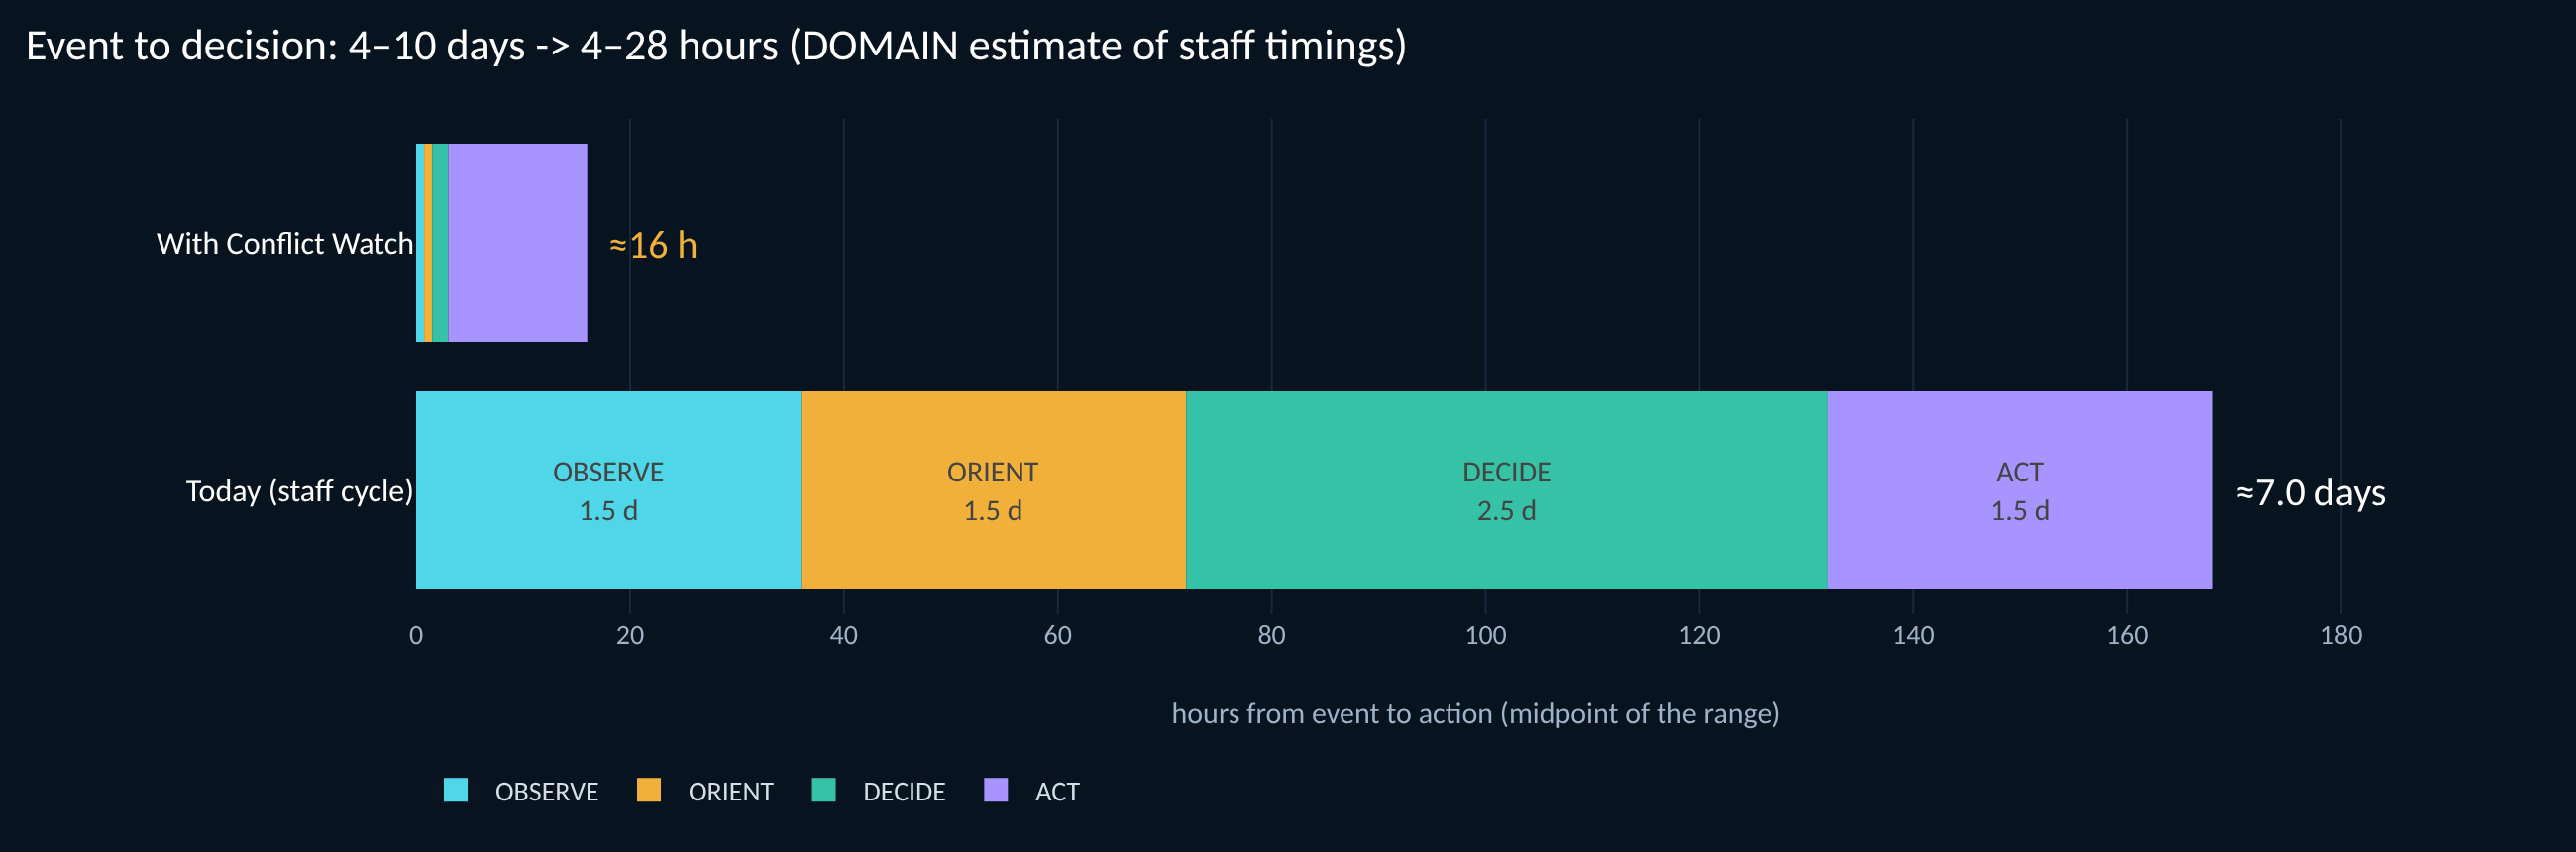 Event to decision: 4–10 days -> 4–28 hours (DOMAIN estimate of staff timings)
With Conflict Watch
≈16 h
Today (staff cycle)
OBSERVE
1.5 d
ORIENT
1.5 d
DECIDE
2.5 d
ACT
1.5 d
≈7.0 days
0 20 40 60 80 100 120 140 160 180
hours from event to action (midpoint of the range)
OBSERVE ORIENT DECIDE ACT